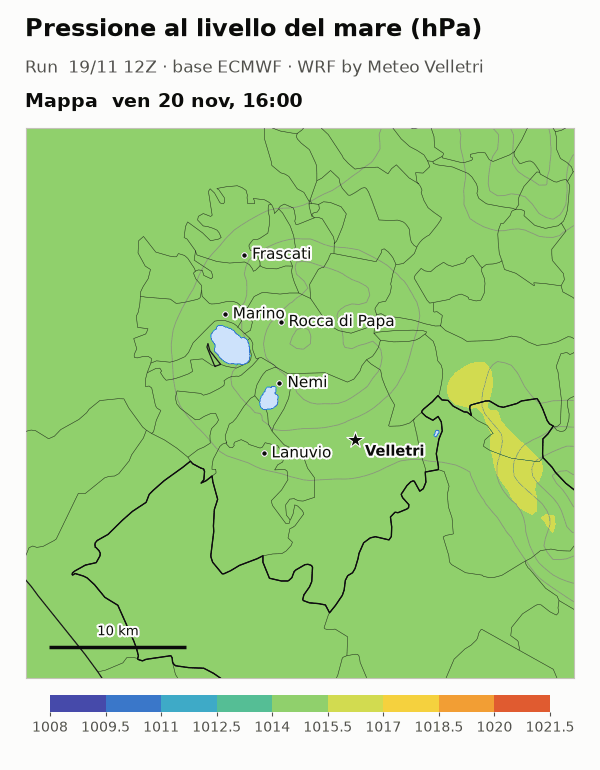 Pressione al livello del mare (hPa)
Run  19/11 12Z · base ECMWF · WRF by Meteo Velletri
Mappa  ven 20 nov, 16:00
Frascati
Marino
Rocca di Papa
Nemi
Velletri
Lanuvio
10 km
1008 1009.5 1011 1012.5 1014 1015.5 1017 1018.5 1020 1021.5